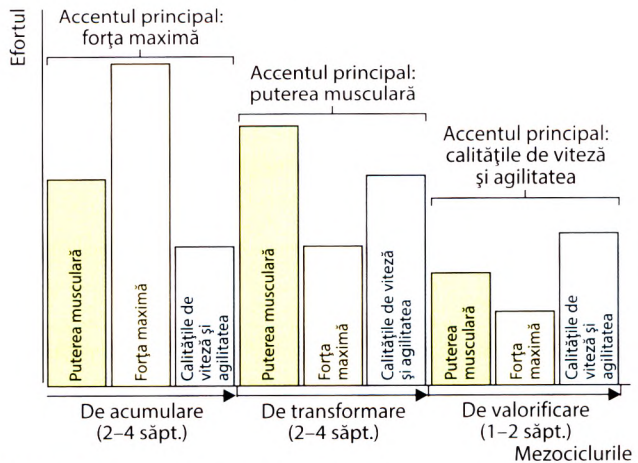 Efortul
Accentul principal:
forța maximă
Accentul principal:
puterea musculară
Accentul principal:
calitățile de viteză
și agilitatea
Puterea musculară
Forța maximă
Calitățile de
viteză și
agilitatea
Puterea musculară
Forța maximă
Calitățile de viteză
și agilitatea
Puterea
musculară
Forța
maximă
Calitățile de
viteză și
agilitatea
De acumulare
(2–4 săpt.)
De transformare
(2–4 săpt.)
De valorificare
(1–2 săpt.)
Mezociclurile